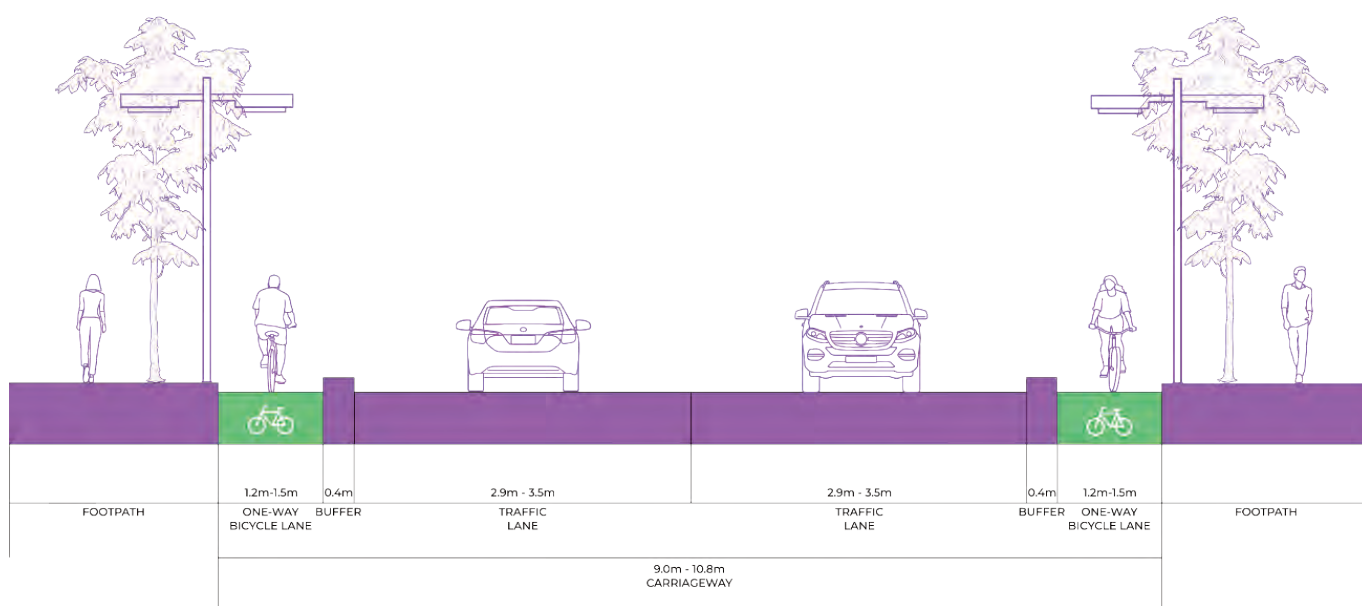 1.2m-1.5m 0.4m 2.9m - 3.5m 2.9m - 3.5m 0.4m 1.2m-1.5m
FOOTPATH ONE-WAY BUFFER TRAFFIC TRAFFIC BUFFER ONE-WAY FOOTPATH
BICYCLE LANE LANE LANE BICYCLE LANE
9.0m - 10.8m
CARRIAGEWAY